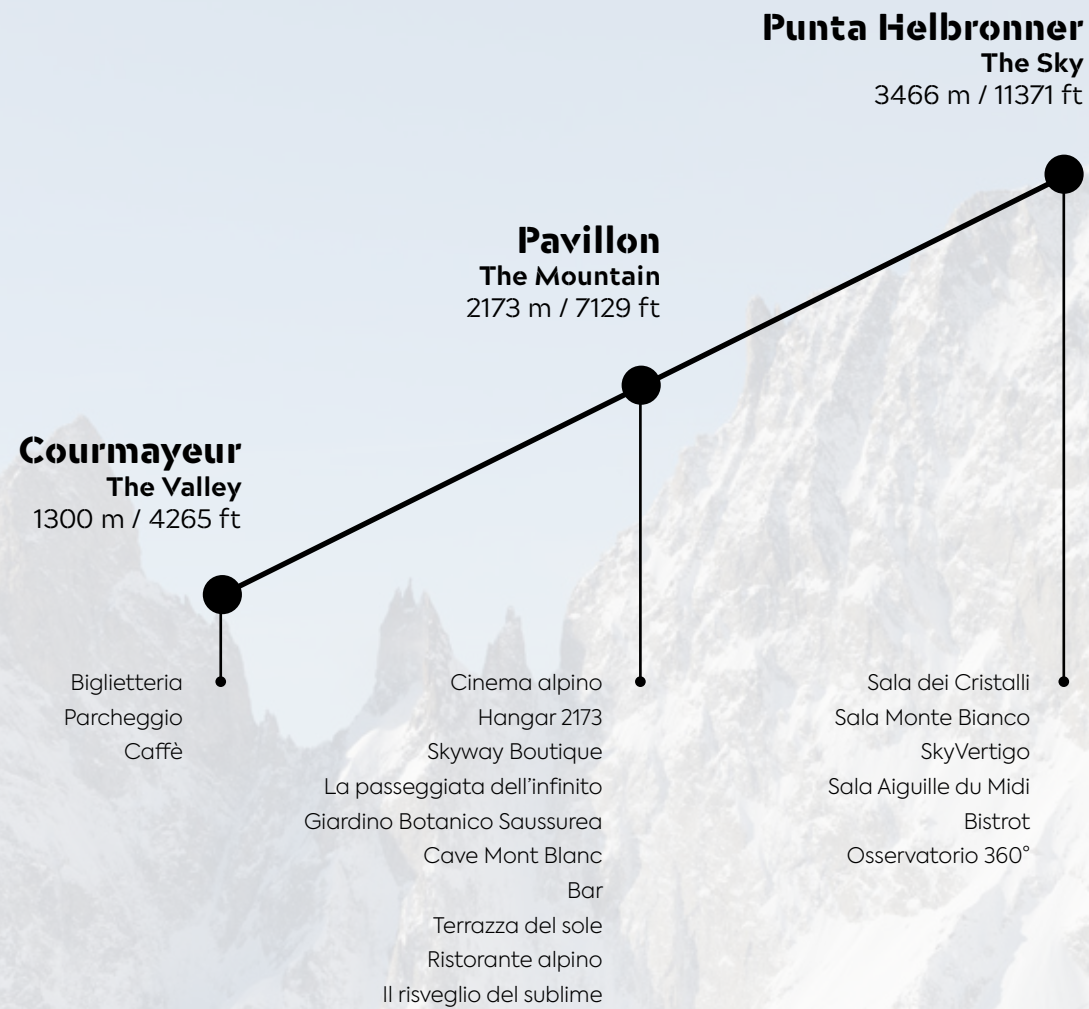 Punta Helbronner
The Sky
3466 m / 11371 ft
Pavillon
The Mountain
2173 m / 7129 ft
Courmayeur
The Valley
1300 m / 4265 ft
Biglietteria
Parcheggio
Caffè
Cinema alpino
Hangar 2173
Skyway Boutique
La passeggiata dell’infinito
Giardino Botanico Saussurea
Cave Mont Blanc
Bar
Terrazza del sole
Ristorante alpino
Il risveglio del sublime
Sala dei Cristalli
Sala Monte Bianco
SkyVertigo
Sala Aiguille du Midi
Bistrot
Osservatorio 360°